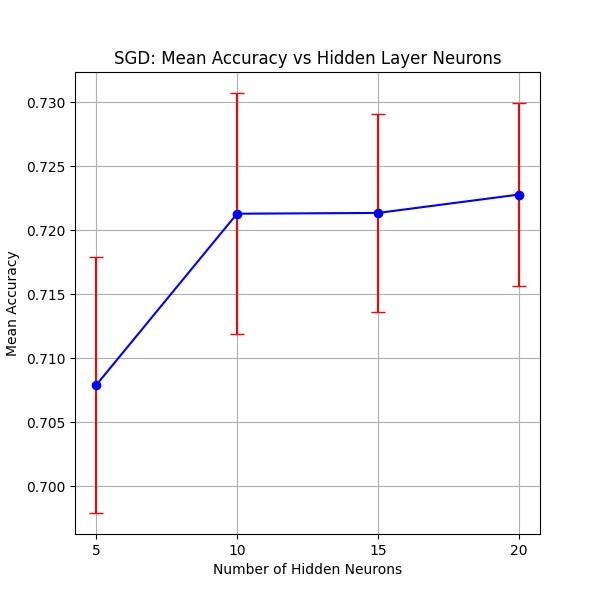 SGD: Mean Accuracy vs Hidden Layer Neurons
0.730
0.725
0.720
0.715
0.710
0.705
0.700
Mean Accuracy
5 10 15 20
Number of Hidden Neurons